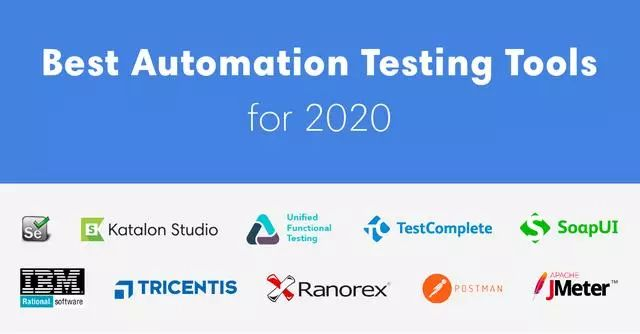 Best Automation Testing Tools
for 2020
Se
S Katalon Studio
Unified
Functional
Testing
TestComplete
SoapUI
IBM
Rational software
TRICENTIS
Ranorex®
POSTMAN
APACHE
JMeter™